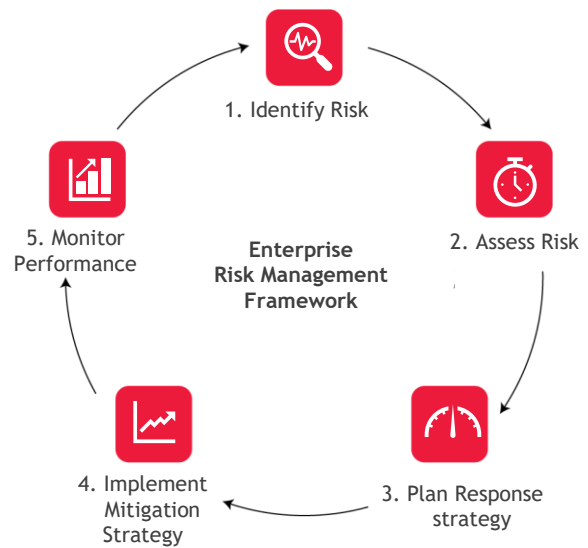 1. Identify Risk
2. Assess Risk
3. Plan Response
strategy
4. Implement
Mitigation
Strategy
5. Monitor
Performance
Enterprise
Risk Management
Framework